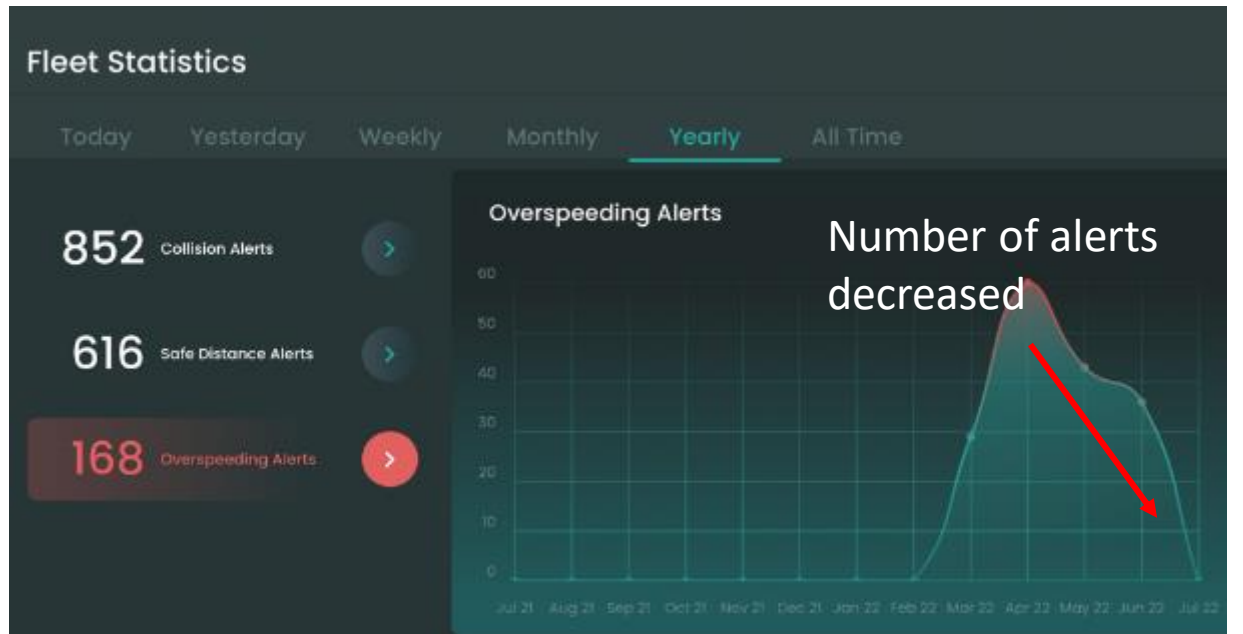 Fleet Statistics
Today Yesterday Weekly Monthly Yearly All Time
852 Collision Alerts
616 Safe Distance Alerts
168 Overspeeding Alerts
Overspeeding Alerts
Number of alerts
decreased
60
50
40
30
20
10
0
Jul 21 Aug 21 Sep 21 Oct 21 Nov 21 Dec 21 Jan 22 Feb 22 Mar 22 Apr 22 May 22 Jun 22 Jul 22